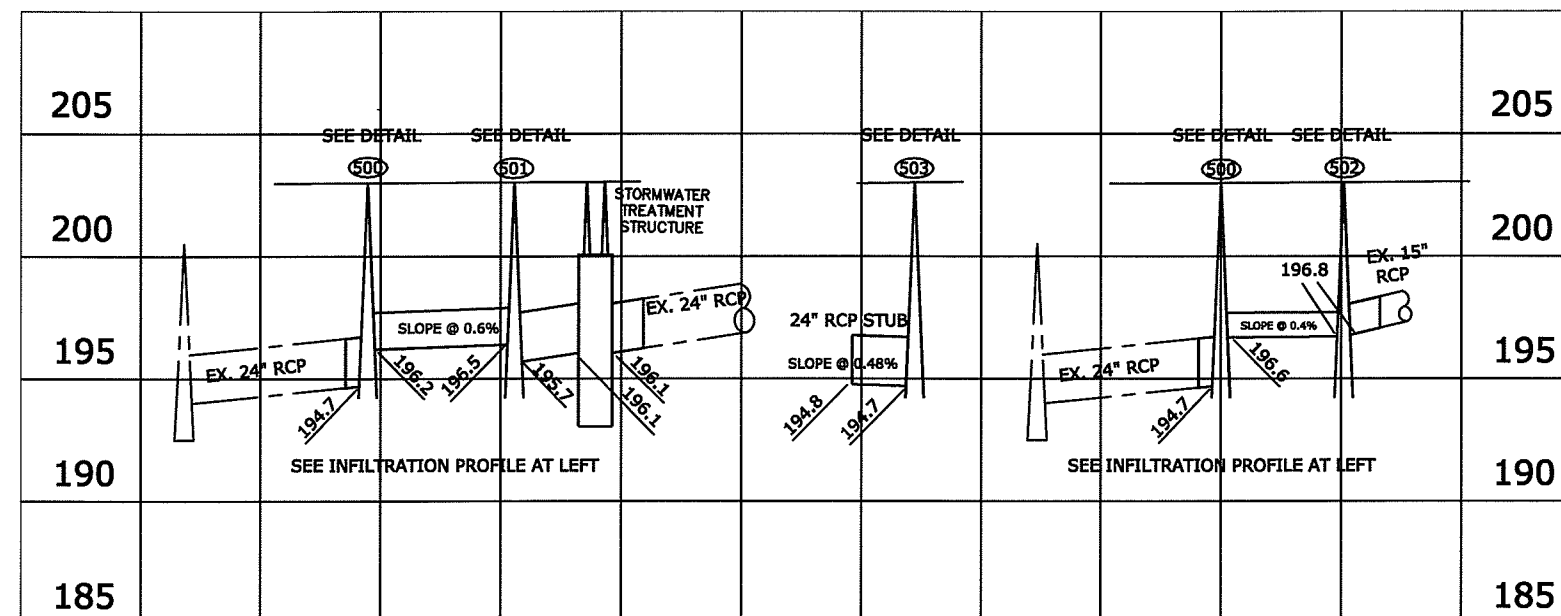 205
205
SEE DETAIL
SEE DETAIL
SEE DETAIL
SEE DETAIL
SEE DETAIL
500
501
503
500
502
STORMWATER
TREATMENT
STRUCTURE
200
200
EX. 15"
RCP
196.8
EX. 24" RCP
24" RCP STUB
SLOPE @ 0.6%
SLOPE @ 0.4%
195
195
EX. 24" RCP
SLOPE @ 0.48%
EX. 24" RCP
196.2
196.5
195.7
196.1
196.1
196.6
194.7
194.8
194.7
194.7
SEE INFILTRATION PROFILE AT LEFT
SEE INFILTRATION PROFILE AT LEFT
190
190
185
185